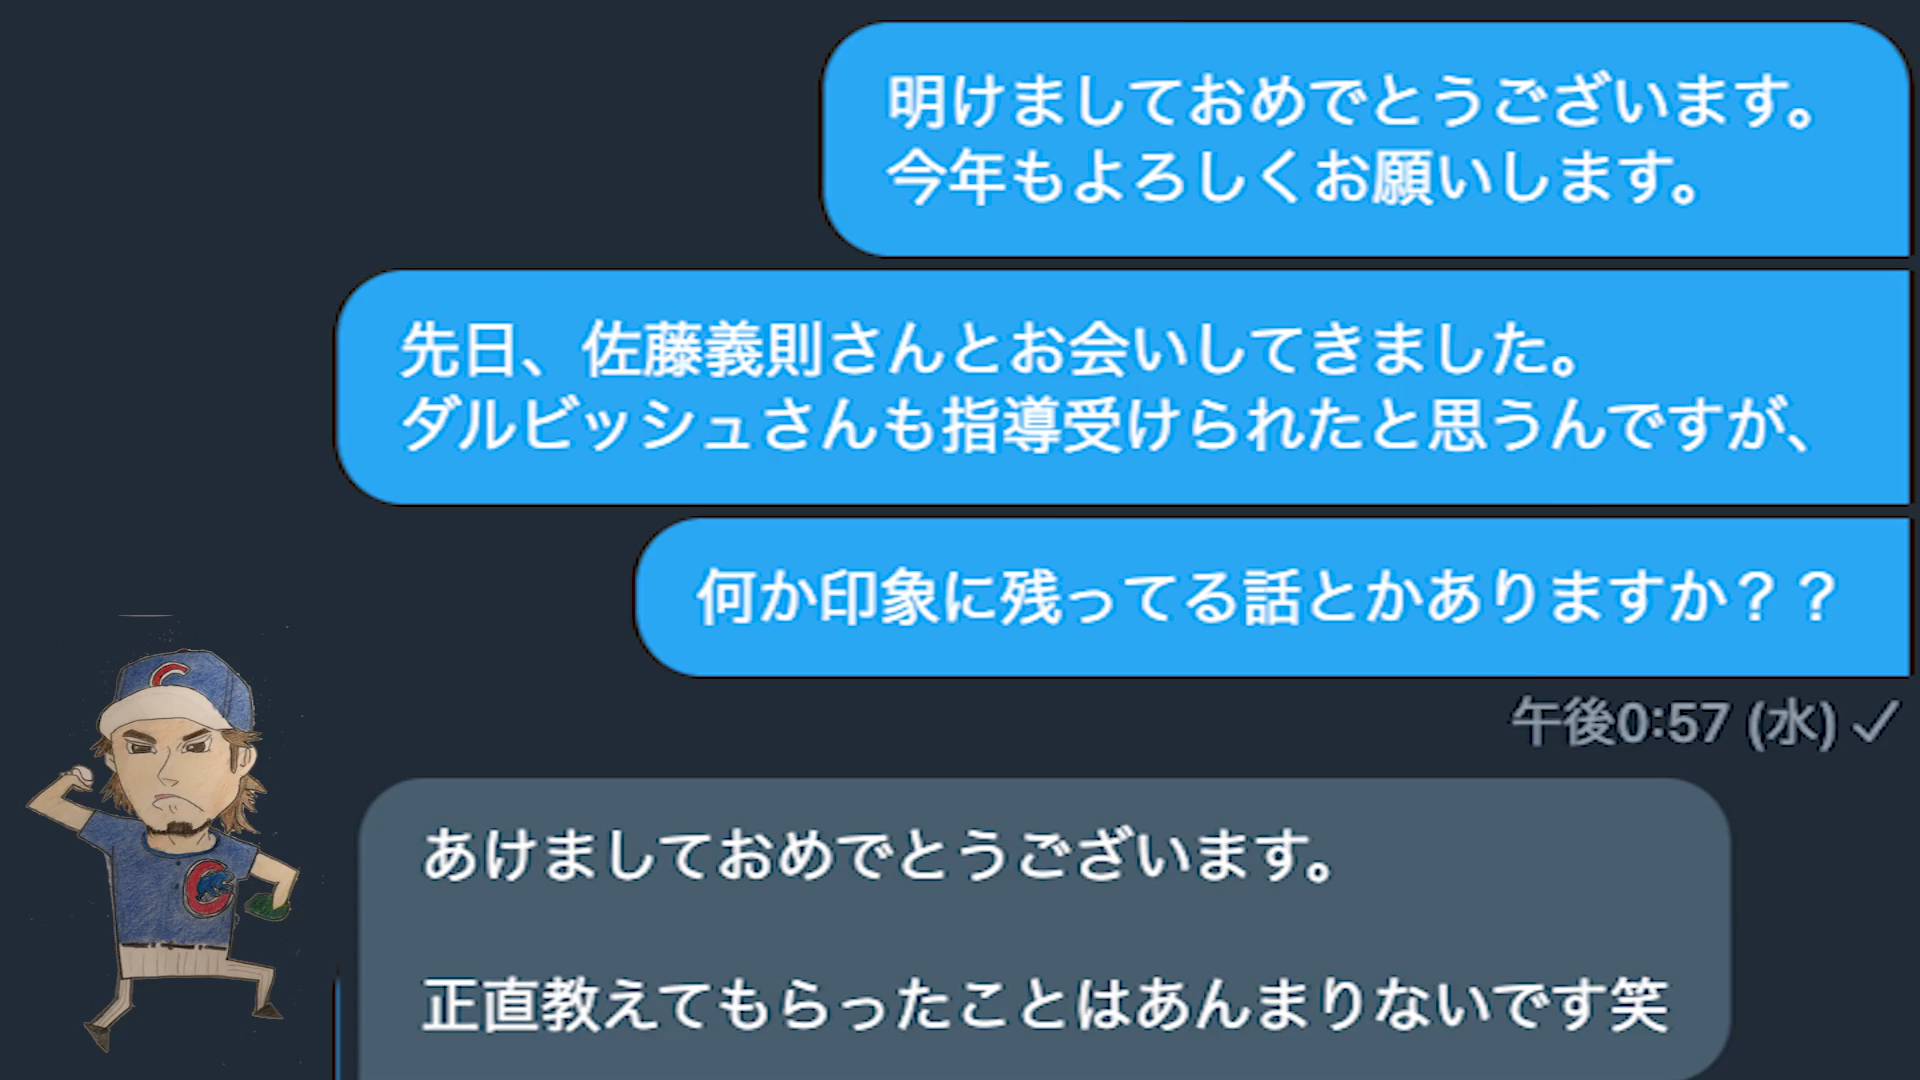 明けましておめでとうございます。
今年もよろしくお願いします。
先日、佐藤義則さんとお会いしてきました。
ダルビッシュさんも指導受けられたと思うんですが、
何か印象に残ってる話とかありますか？？
午後0:57 (水) ✓
C
C
あけましておめでとうございます。
正直教えてもらったことはあんまりないです笑